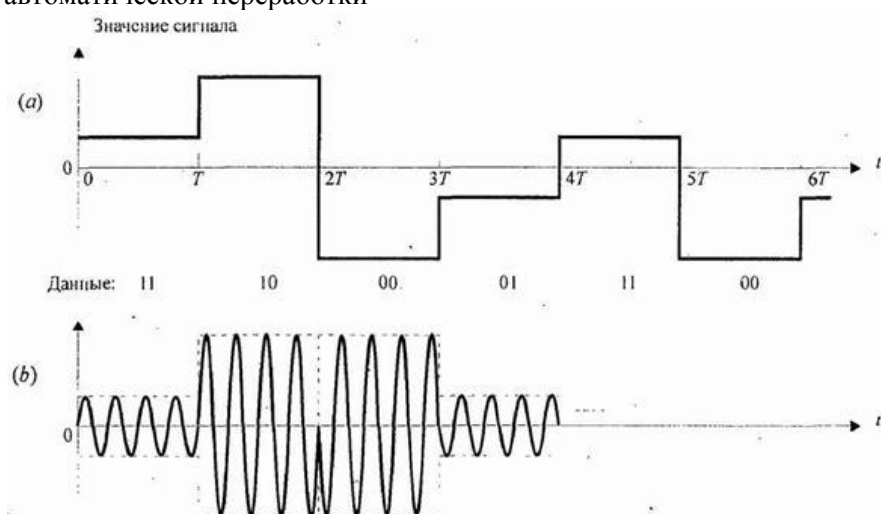 автоматической переработки
Значение сигнала
(a)
0
0 T 2T 3T 4T 5T 6T t
Данные: 11 10 00 01 11 00
(b)
0
t